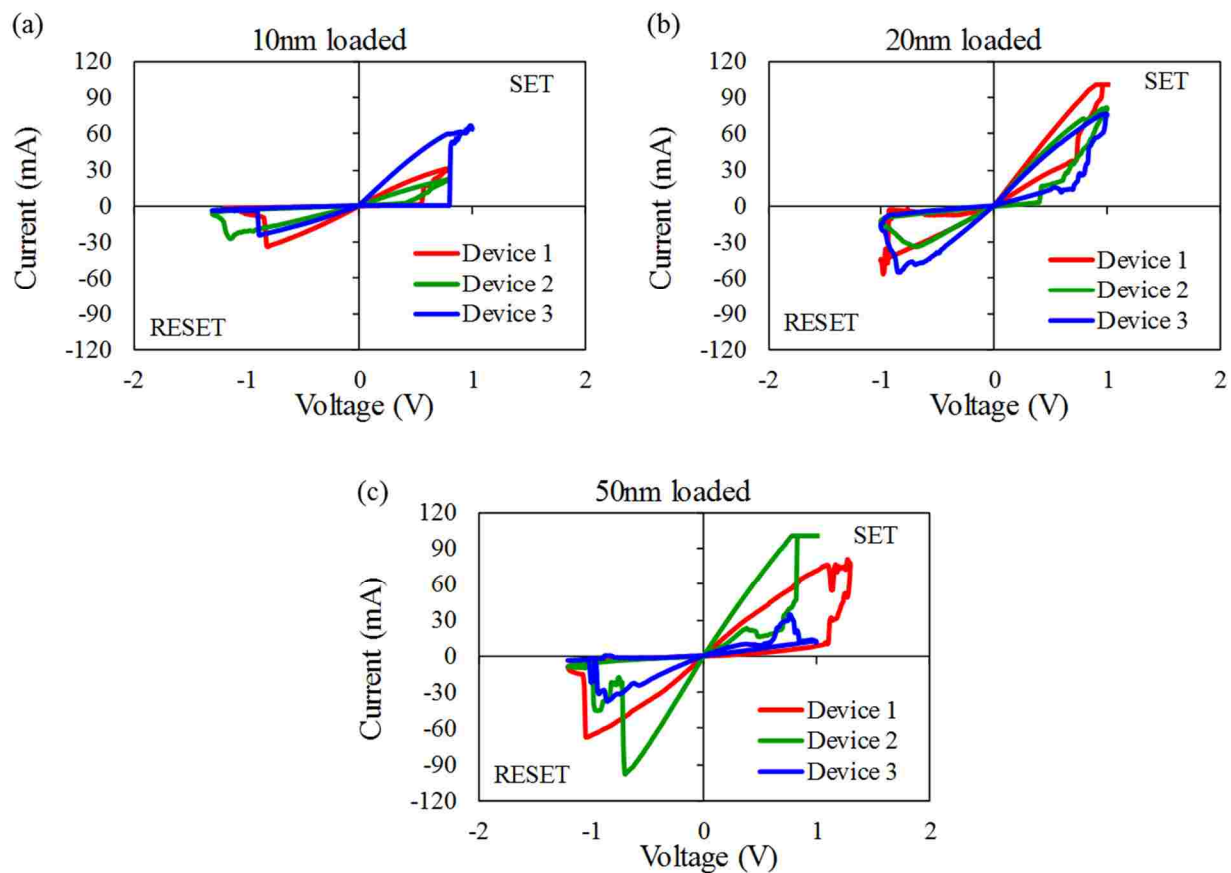 (a)
10nm loaded
120
90
60
30
0
-30
-60
-90
-120
Current (mA)
SET
RESET
Device 1
Device 2
Device 3
-2
-1
0
1
2
Voltage (V)
(b)
20nm loaded
120
90
60
30
0
-30
-60
-90
-120
Current (mA)
SET
RESET
Device 1
Device 2
Device 3
-2
-1
0
1
2
Voltage (V)
(c)
50nm loaded
120
90
60
30
0
-30
-60
-90
-120
Current (mA)
SET
RESET
Device 1
Device 2
Device 3
-2
-1
0
1
2
Voltage (V)